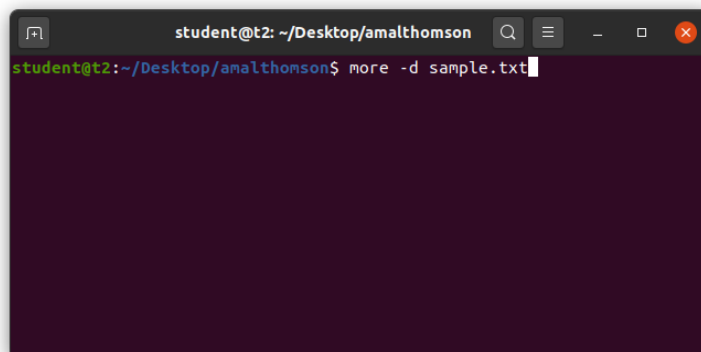 student@t2: ~/Desktop/amalthomson
student@t2:~/Desktop/amalthomson$ more -d sample.txt